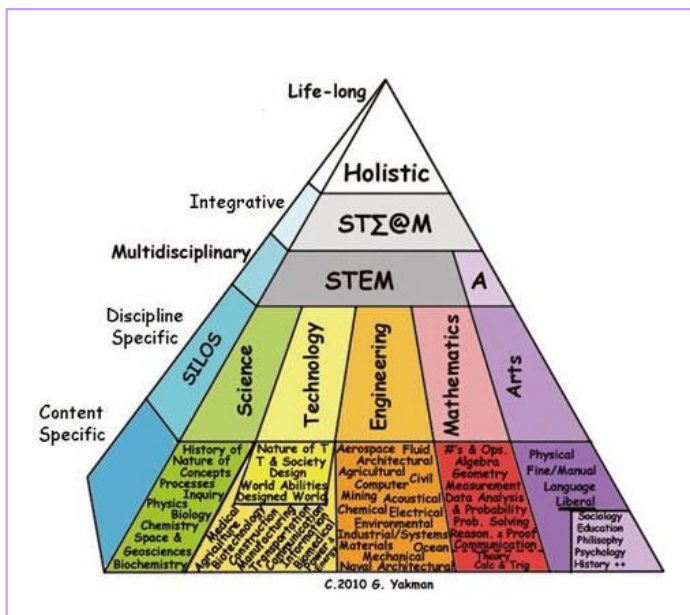 Life-long
Holistic
Integrative
ST∑@M
Multidisciplinary
STEM
A
Discipline
Specific
SILOS
Science
Technology
Engineering
Mathematics
Arts
Content
Specific
History of
Nature of
Concepts
Processes
Inquiry
Physics
Biology
Chemistry
Space &
Geosciences
Biochemistry
Nature of T
T & Society
Design
World Abilities
Designed World
Medical
Agriculture
Biotechnology
Construction
Manufacturing
Transportation
Communication
Information
Biomedical
Power &
Energy
Aerospace Fluid
Architectural
Agricultural
Civil
Computer
Mining Acoustical
Chemical Electrical
Environmental
Industrial/Systems
Materials Ocean
Mechanical
Naval Architectural
#'s & Ops.
Algebra
Geometry
Measurement
Data Analysis
& Probability
Prob. Solving
Reason. & Proof
Communication
Theory
Calc & Trig
Physical
Fine/Manual
Language
Liberal
Sociology
Education
Philisophy
Psychology
History ++
C.2010 G. Yakman